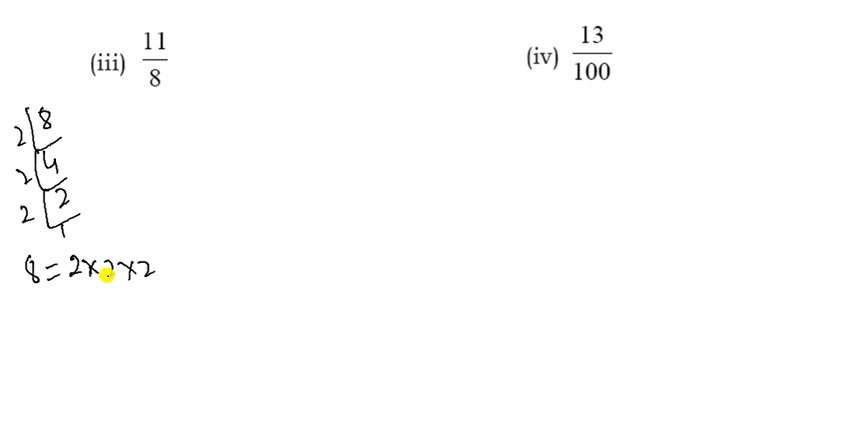 (iii) 11/8
(iv) 13/100
2 | 8
2 | 4
2 | 2
1
8 = 2 × 2 × 2